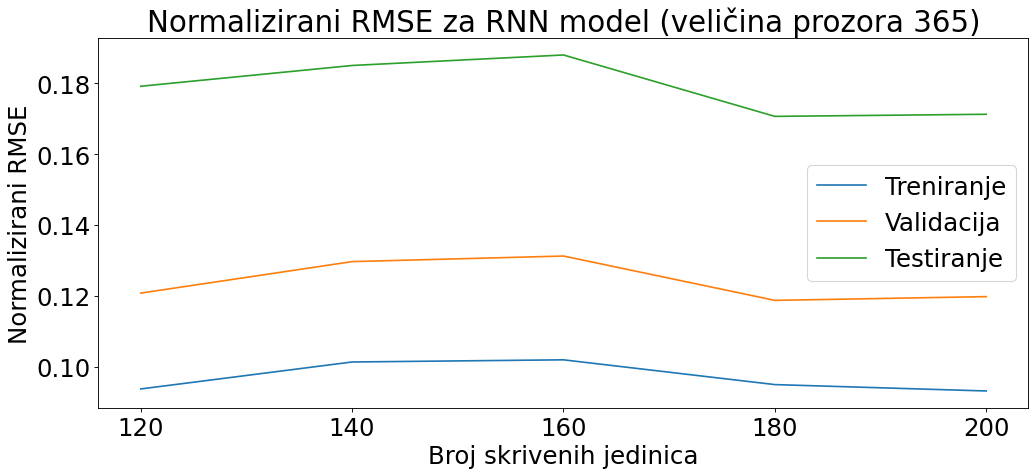 Normalizirani RMSE za RNN model (veličina prozora 365)
Normalizirani RMSE
0.18
0.16
0.14
0.12
0.10
Treniranje
Validacija
Testiranje
120 140 160 180 200
Broj skrivenih jedinica